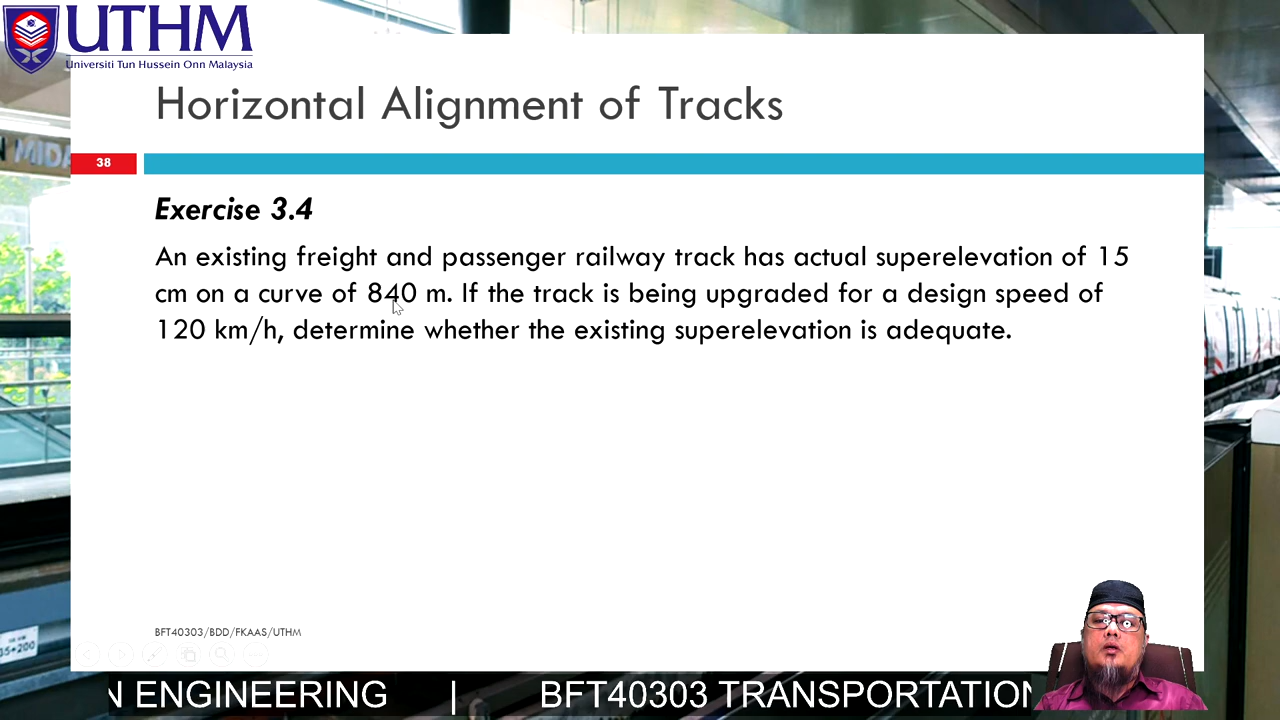 UTHM
Universiti Tun Hussein Onn Malaysia
Horizontal Alignment of Tracks
MIDA
38
Exercise 3.4
An existing freight and passenger railway track has actual superelevation of 15
cm on a curve of 840 m. If the track is being upgraded for a design speed of
120 km/h, determine whether the existing superelevation is adequate.
BFT40303/BDD/FKAAS/UTHM
N ENGINEERING | BFT40303 TRANSPORTATION